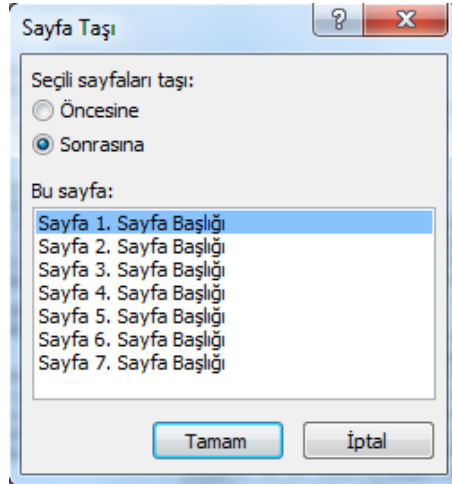 Sayfa Taşı
Seçili sayfaları taşı:
Öncesine
Sonrasına
Bu sayfa:
Sayfa 1. Sayfa Başlığı
Sayfa 2. Sayfa Başlığı
Sayfa 3. Sayfa Başlığı
Sayfa 4. Sayfa Başlığı
Sayfa 5. Sayfa Başlığı
Sayfa 6. Sayfa Başlığı
Sayfa 7. Sayfa Başlığı
Tamam İptal